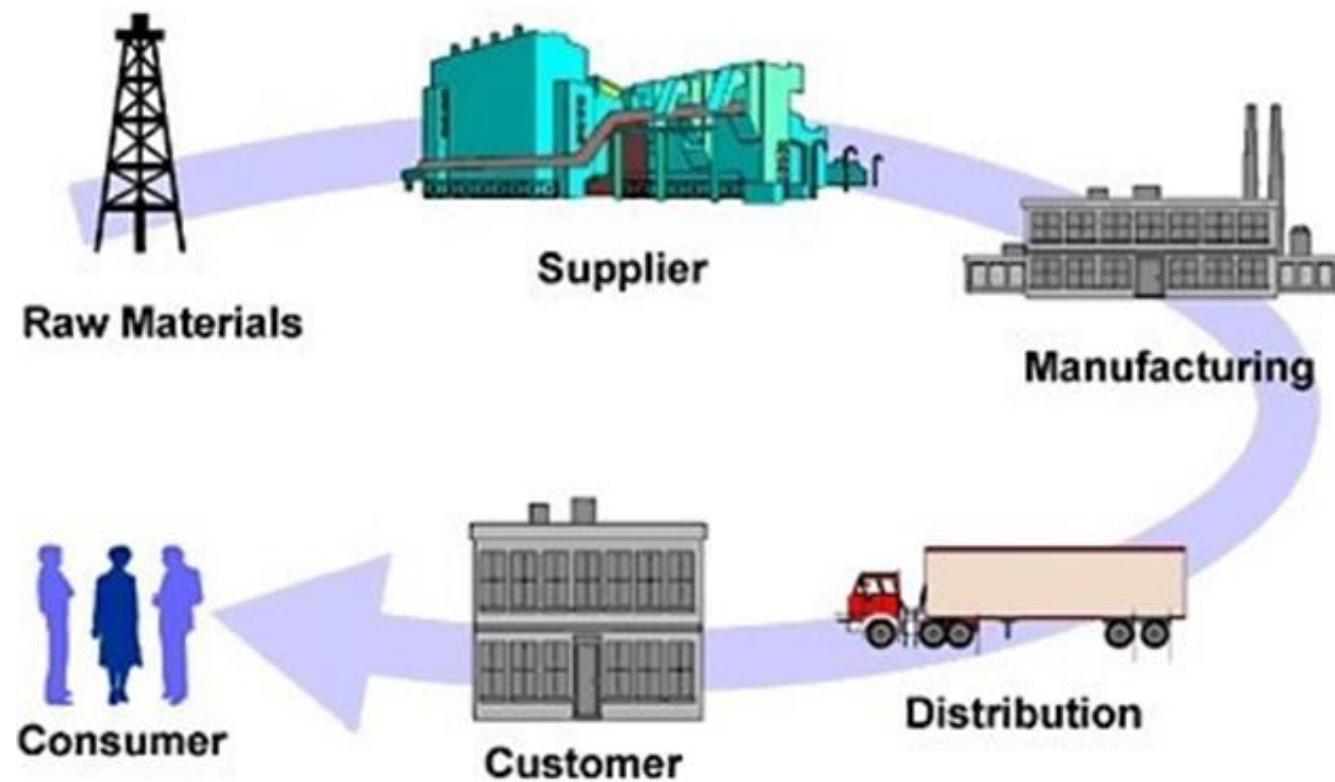 Raw Materials
Supplier
Manufacturing
Distribution
Customer
Consumer